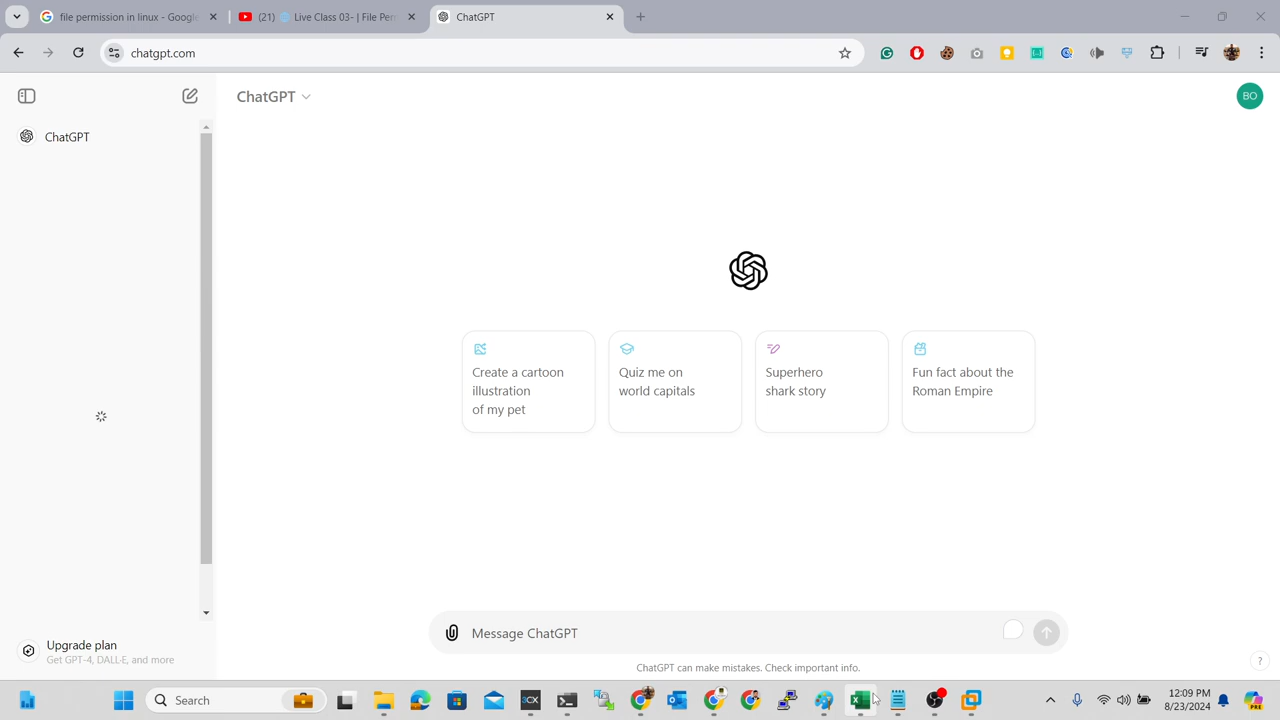 file permission in linux - Google
(21) Live Class 03- | File Perm
ChatGPT
chatgpt.com
ChatGPT
BO
ChatGPT
Create a cartoon
illustration
of my pet
Quiz me on
world capitals
Superhero
shark story
Fun fact about the
Roman Empire
Upgrade plan
Get GPT-4, DALL·E, and more
Message ChatGPT
ChatGPT can make mistakes. Check important info.
?
Search
12:09 PM
8/23/2024